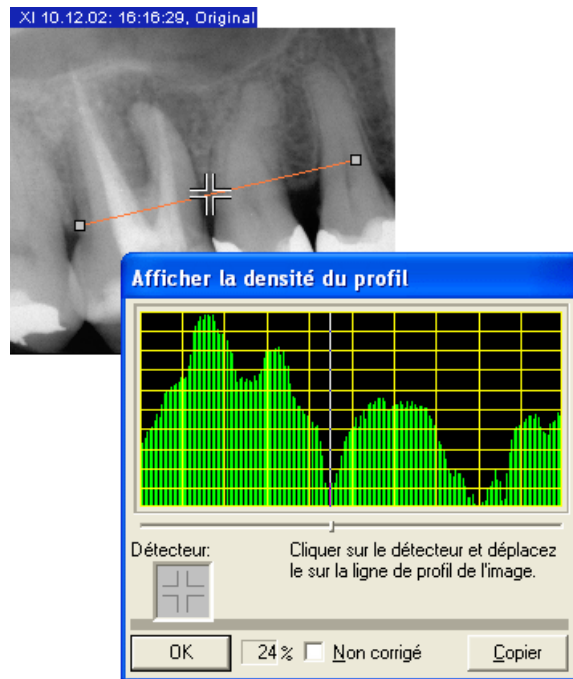 XI 10.12.02: 16:16:29, Original
Afficher la densité du profil
Détecteur:
Cliquer sur le détecteur et déplacez
le sur la ligne de profil de l'image.
OK 24 % Non corrigé Copier